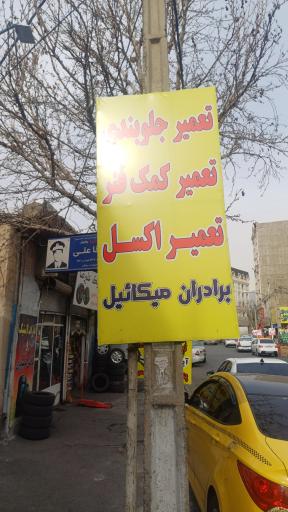 تعمیر جلوبندی
تعمیر کمک فنر
تعمیر اکسل
برادران میکائیل